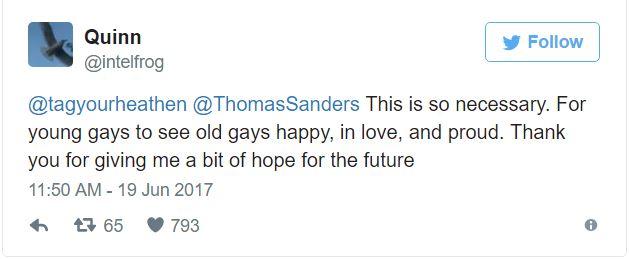 Quinn
@intelfrog
Follow
@tagyourheathen @ThomasSanders This is so necessary. For
young gays to see old gays happy, in love, and proud. Thank
you for giving me a bit of hope for the future
11:50 AM - 19 Jun 2017
65 793